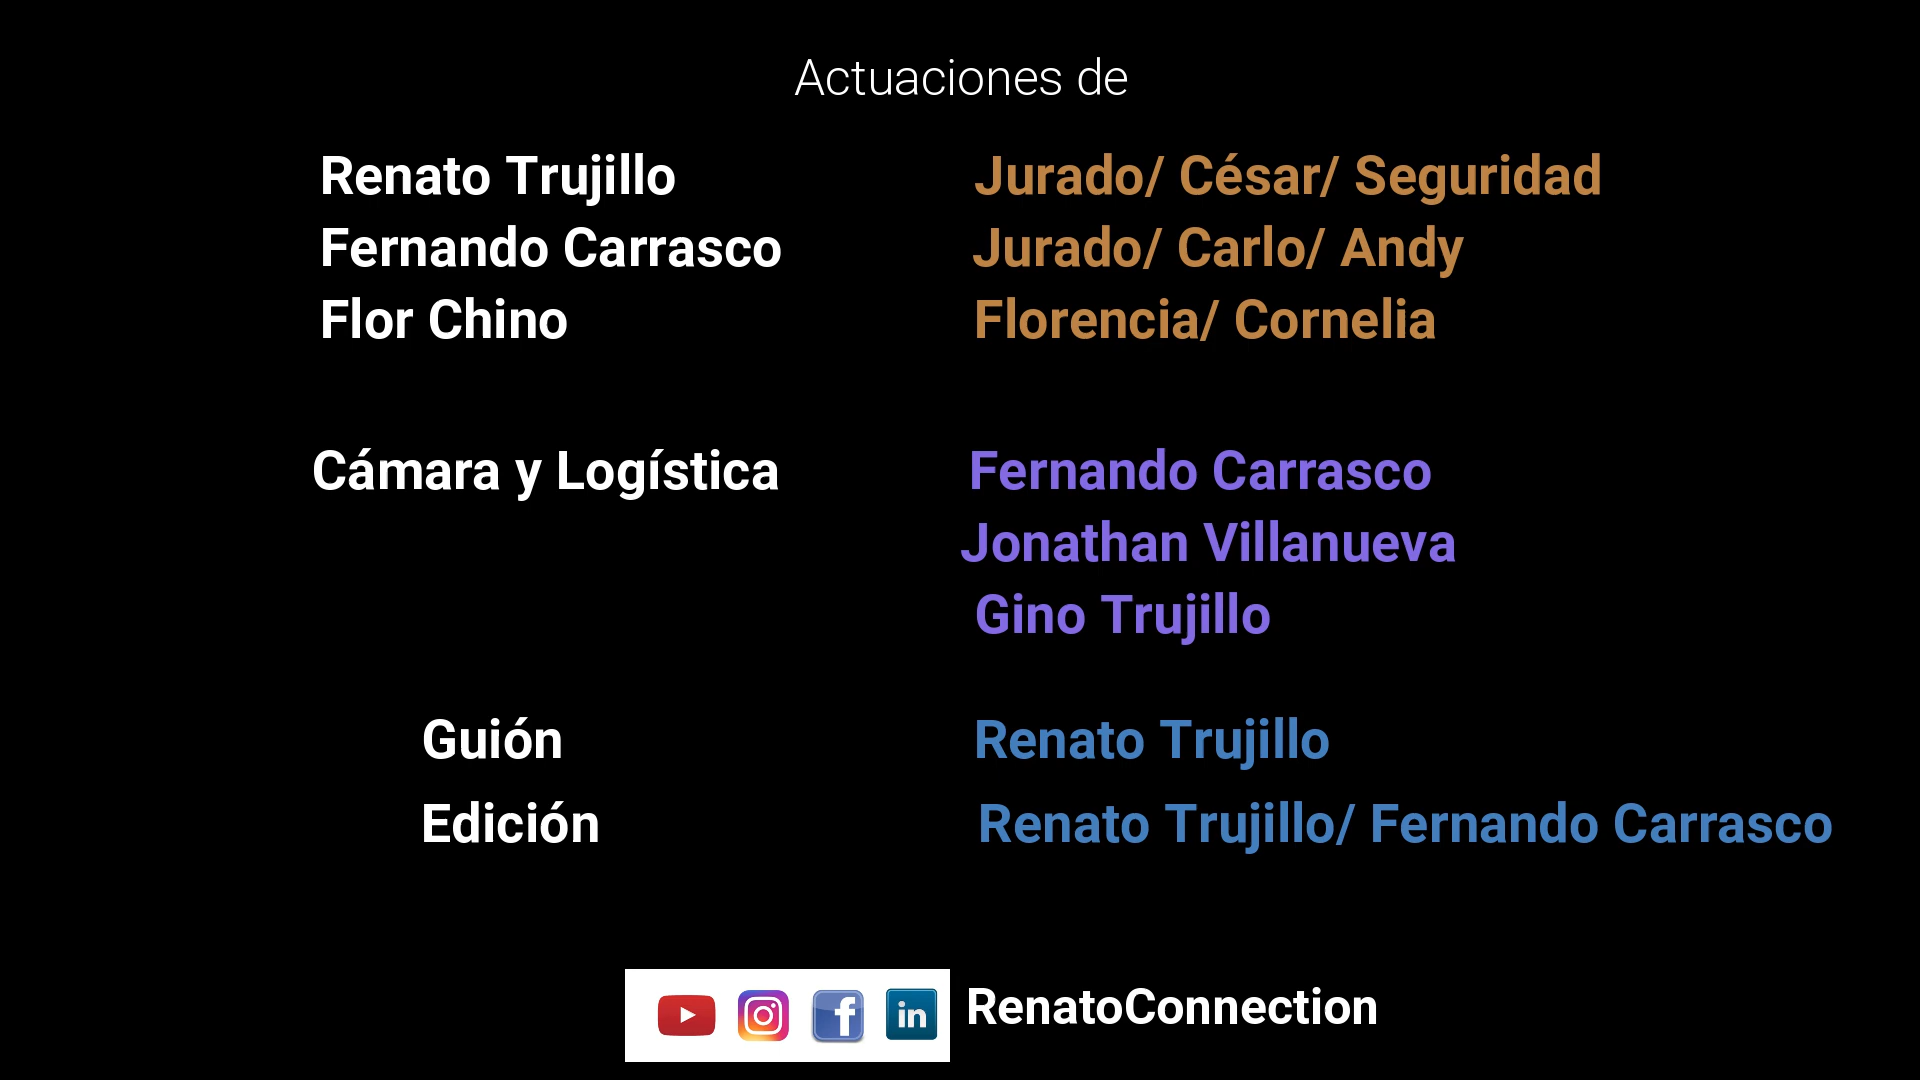 Actuaciones de
Renato Trujillo Jurado/ César/ Seguridad
Fernando Carrasco Jurado/ Carlo/ Andy
Flor Chino Florencia/ Cornelia
Cámara y Logística Fernando Carrasco
Jonathan Villanueva
Gino Trujillo
Guión Renato Trujillo
Edición Renato Trujillo/ Fernando Carrasco
RenatoConnection